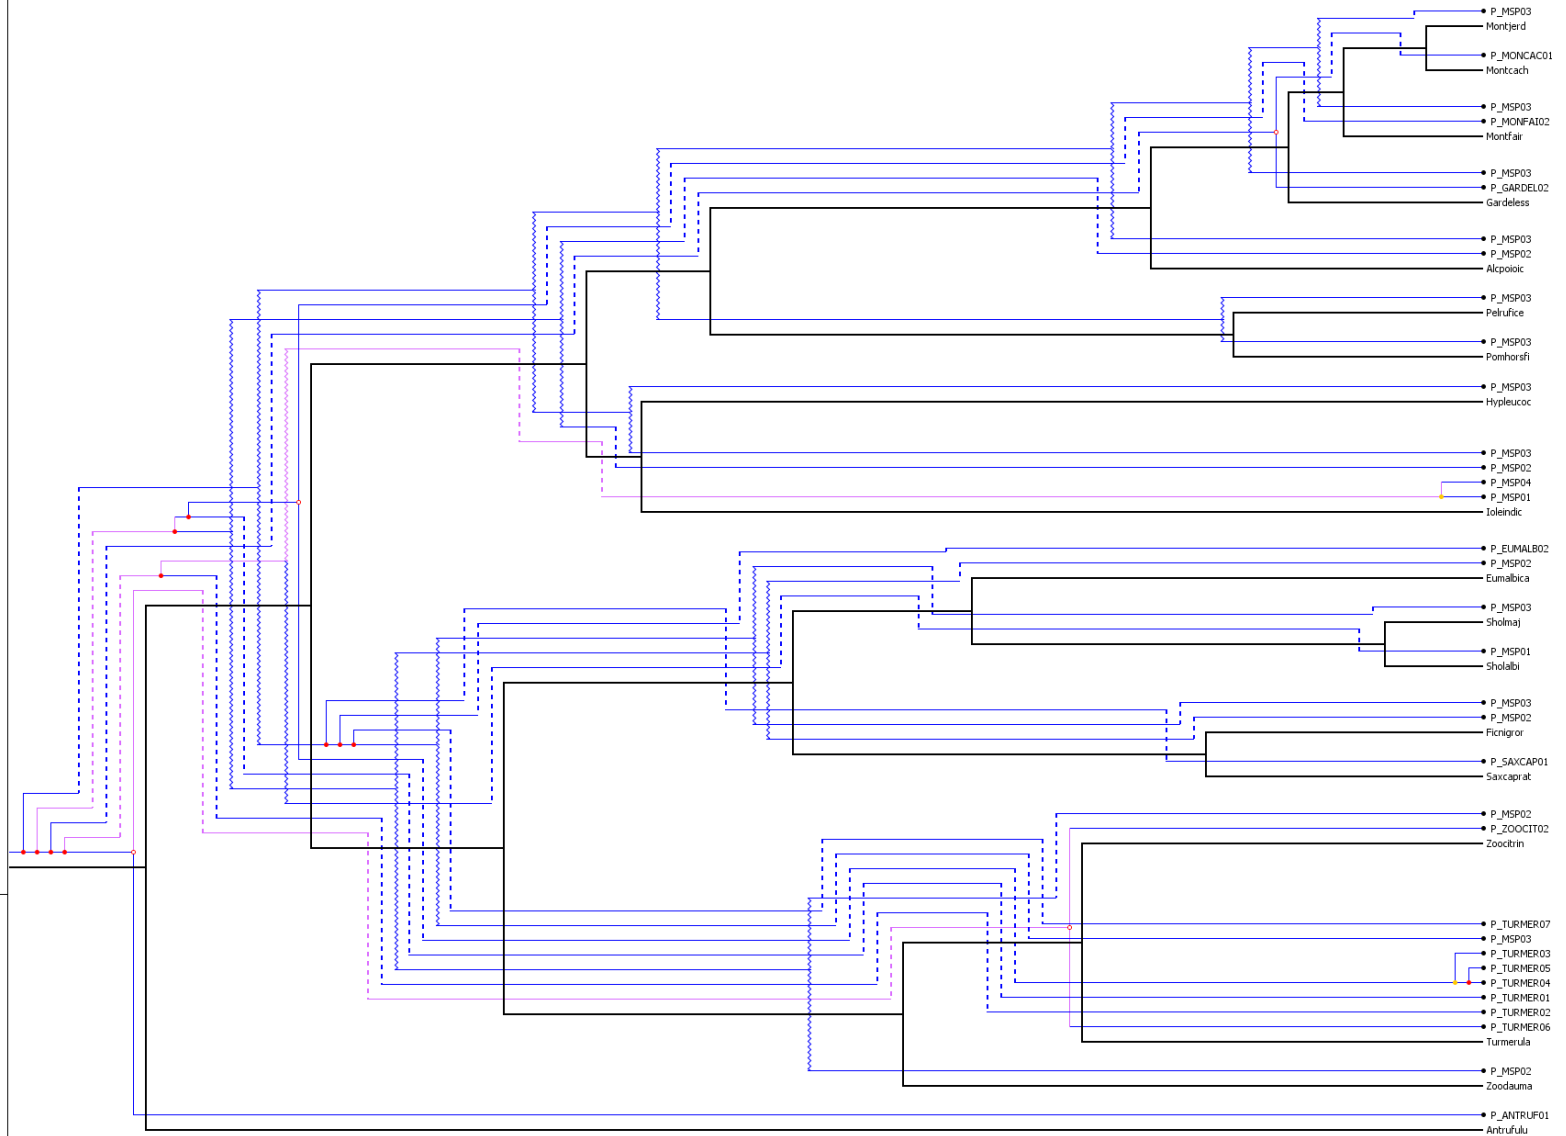 P_MSP03
Montjerd
P_MONCAC01
Montcach
P_MSP03
P_MONFAI02
Montfair
P_MSP03
P_GARDEL02
Gardeless
P_MSP03
P_MSP02
Alcpoioic
P_MSP03
Pelrufice
P_MSP03
Pomhorsfi
P_MSP03
Hypleucoc
P_MSP03
P_MSP02
P_MSP04
P_MSP01
Ioleindic
P_EUMALB02
P_MSP02
Eumalbica
P_MSP03
Sholmaj
P_MSP01
Sholalbi
P_MSP03
P_MSP02
Ficnigror
P_SAXCAP01
Saxcaprat
P_MSP02
P_ZOOCIT02
Zoocitrin
P_TURMER07
P_MSP03
P_TURMER03
P_TURMER05
P_TURMER04
P_TURMER01
P_TURMER02
P_TURMER06
Turmerula
P_MSP02
Zoodauma
P_ANTRUF01
Antrufulu